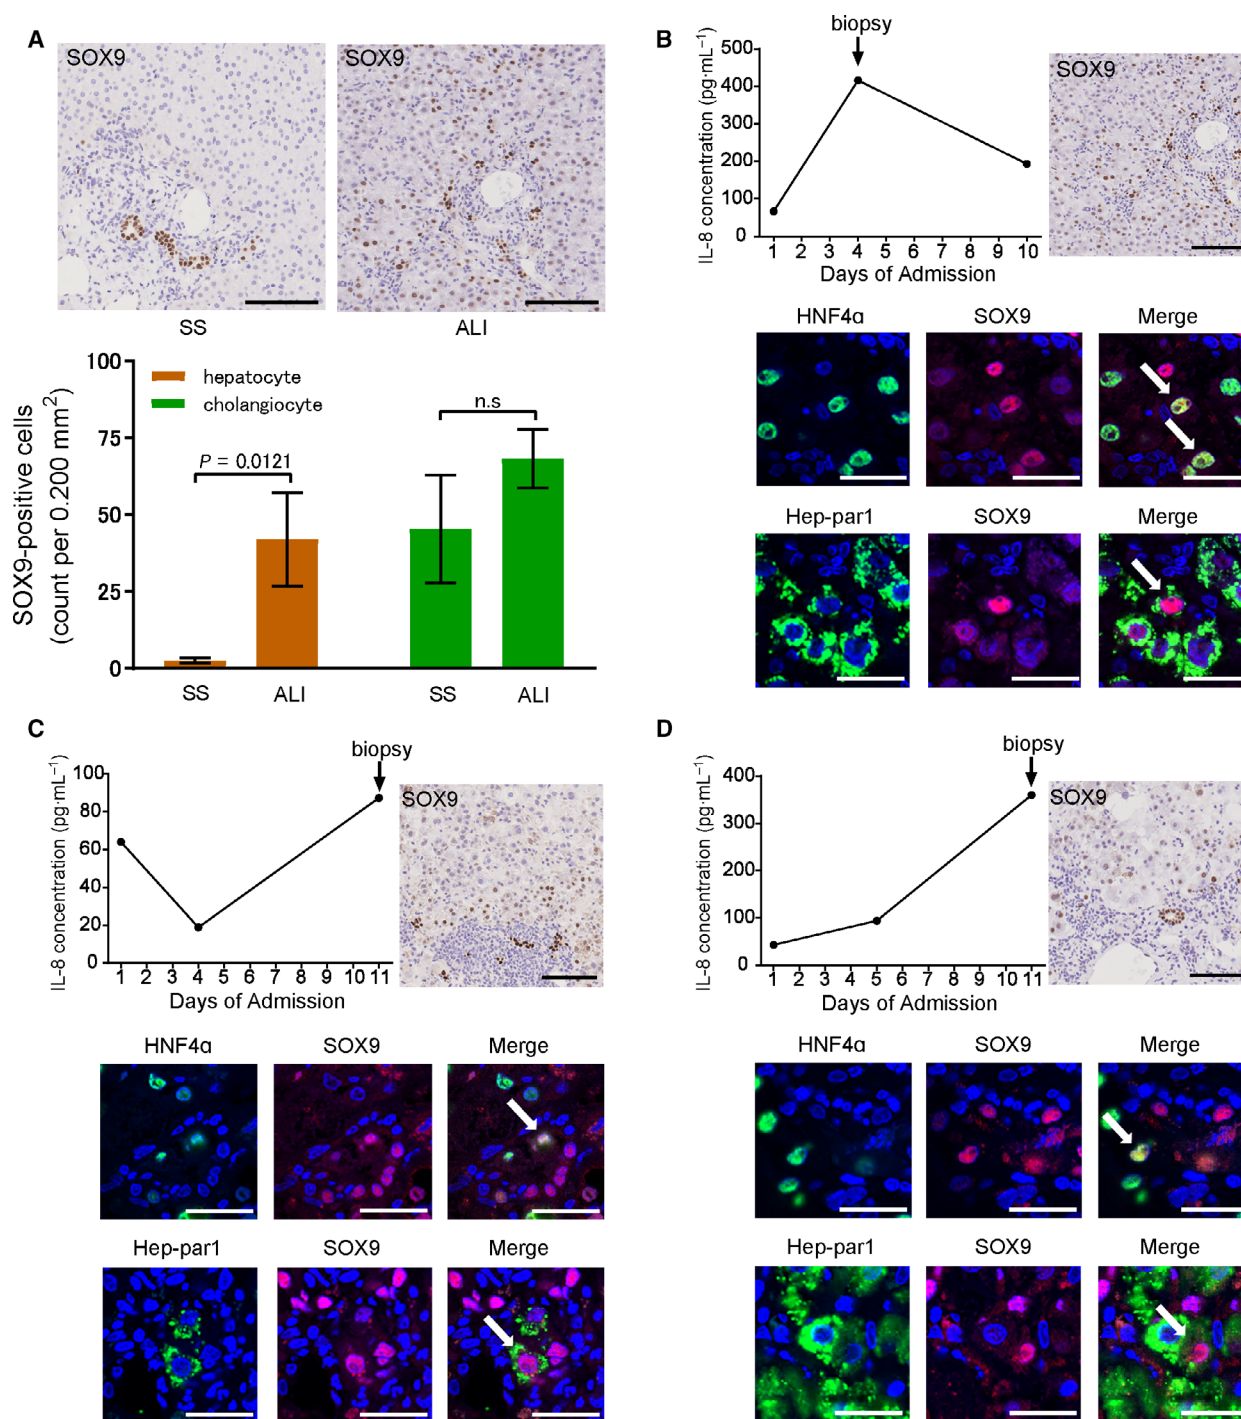 A
SOX9
SOX9
SS
ALI
SOX9-positive cells
(count per 0.200 mm²)
100
75
50
25
0
hepatocyte
cholangiocyte
P = 0.0121
n.s
SS
ALI
SS
ALI
B
biopsy
IL-8 concentration (pg·mL⁻¹)
500
400
300
200
100
0
1 2 3 4 5 6 7 8 9 10
Days of Admission
SOX9
HNF4α
SOX9
Merge
Hep-par1
SOX9
Merge
C
biopsy
IL-8 concentration (pg·mL⁻¹)
100
80
60
40
20
0
1 2 3 4 5 6 7 8 9 10 11
Days of Admission
SOX9
HNF4α
SOX9
Merge
Hep-par1
SOX9
Merge
D
biopsy
IL-8 concentration (pg·mL⁻¹)
400
300
200
100
0
1 2 3 4 5 6 7 8 9 10 11
Days of Admission
SOX9
HNF4α
SOX9
Merge
Hep-par1
SOX9
Merge